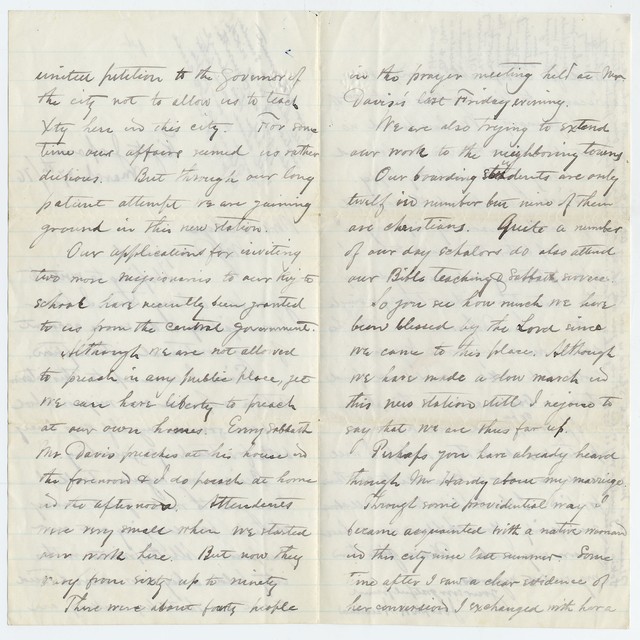 united petition to the Governor of
the city not to allow us to teach
Xty here in this city. For some
time our affairs seemed us rather
dubious. But through our long
patient attempt we are gaining
ground in this new station.
Our applications for inviting
two more missionaries to our
school have recently been granted
to us from the central government.
Although we are not allowed
to preach in any public place, yet
we can have liberty to preach
at our own homes. Every Sabbath
Mr Davis preaches at his house in
the forenoon & I do preach at home
in the afternoon. Attendents
were very small when we started
our work here. But now they
vary from sixty up to ninety
There were about fourty people
in the prayer meeting held at Mr
Davis's last Friday evening.
We are also trying to extend
our work to the neighboring towns.
Our boarding students are only
twelf in number but nine of them
are christians. Quite a number
of our day scholars do also attend
our Bible teaching & Sabbath service
So you see how much we have
been blessed by the Lord since
we came to this place. Although
we have made a slow march in
this new station still I rejoice to
say that we are thus far up.
Perhaps you have already heard
through Mr Hardy about my marriage
Through some providential way I
became acquainted with a native woman
in this city since last summer. Some
time after I saw a clear evidence of
her conversion I exchanged with her a